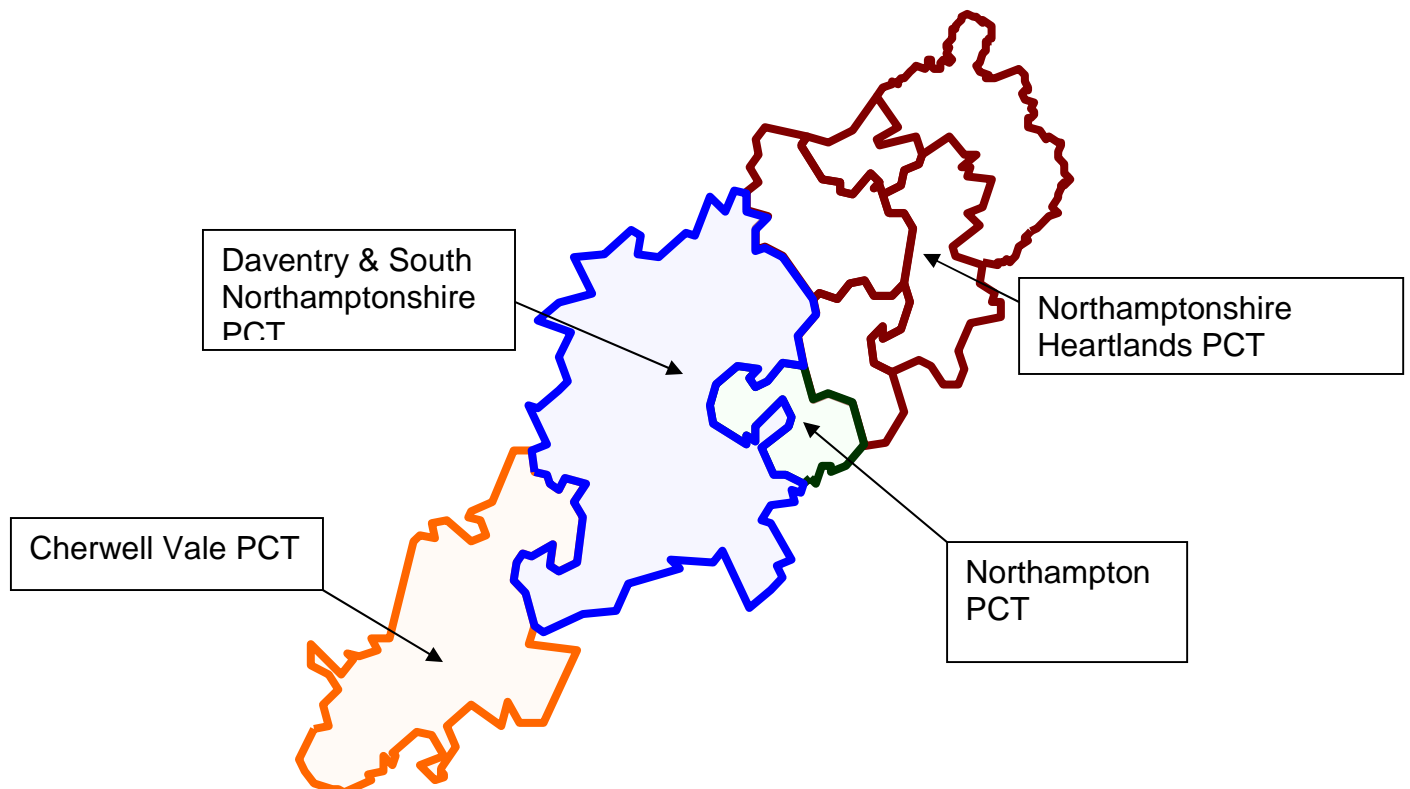 Daventry & South
Northamptonshire
PCT
Northamptonshire
Heartlands PCT
Cherwell Vale PCT
Northampton
PCT